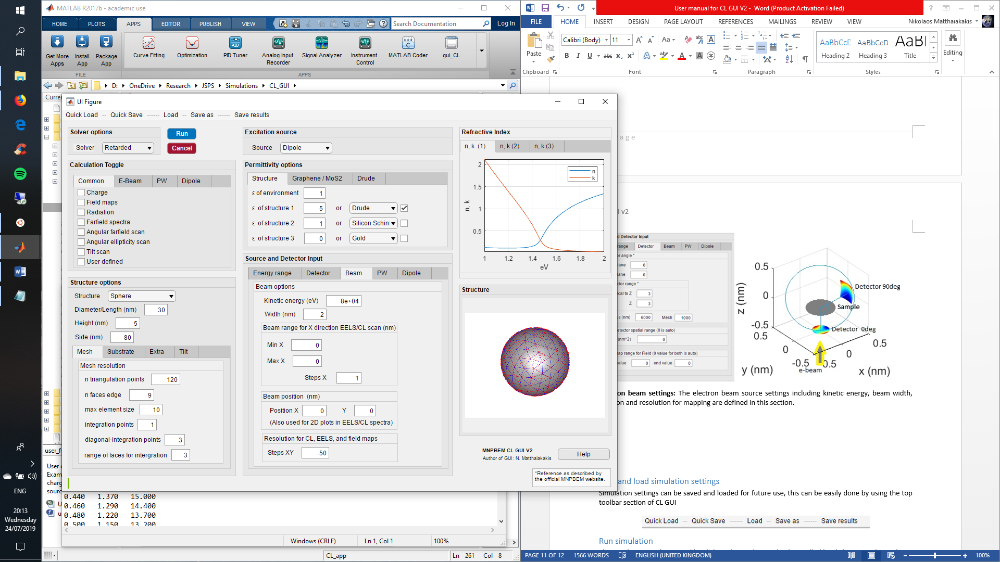 MATLAB R2017b - academic use
HOME
PLOTS
APPS
EDITOR
PUBLISH
VIEW
Search Documentation
Log In
Get More Apps
Install App
Package App
Curve Fitting
Optimization
PID Tuner
Analog Input Recorder
Signal Analyzer
Instrument Control
MATLAB Coder
gui_CL
FILE
APPS
D: OneDrive Research JSPS Simulations CL_GUI
UI Figure
Quick Load -- Quick Save ------ Load -- Save as ------ Save results
Solver options
Solver Retarded
Run
Cancel
Calculation Toggle
Common E-Beam PW Dipole
Charge
Field maps
Radiation
Farfield spectra
Angular farfield scan
Angular ellipticity scan
Tilt scan
User defined
Structure options
Structure Sphere
Diameter/Length (nm) 30
Height (nm) 5
Side (nm) 80
Mesh Substrate Extra Tilt
Mesh resolution
n triangulation points 120
n faces edge 9
max element size 10
integration points 1
diagonal-integration points 3
range of faces for intergration 3
Excitation source
Source Dipole
Permittivity options
Structure Graphene / MoS2 Drude
ε of environment 1
ε of structure 1 5 or Drude
ε of structure 2 1 or Silicon Schin
ε of structure 3 0 or Gold
Source and Detector Input
Energy range Detector Beam PW Dipole
Beam options
Kinetic energy (eV) 8e+04
Width (nm) 2
Beam range for X direction EELS/CL scan (nm)
Min X 0
Max X 0
Steps X 1
Beam position (nm)
Position X 0 Y 0
(Also used for 2D plots in EELS/CL spectra)
Resolution for CL, EELS, and field maps
Steps XY 50
Refractive Index
n, k (1) n, k (2) n, k (3)
n
k
2
1.5
1
0.5
n, k
1 1.2 1.4 1.6 1.8 2
eV
Structure
MNPBEM CL GUI V2
Author of GUI: N. Matthaiakakis
Help
*Reference as described by
the official MNPBEM website.
0.440 1.370 15.000
0.460 1.290 14.400
0.480 1.220 13.700
0.500 1.150 13.200
Windows (CRLF) Ln 1, Col 1 100%
CL_app Ln 261 Col 8
ENG
20:13
Wednesday
24/07/2019
User manual for CL GUI V2 - Word (Product Activation Failed)
FILE HOME INSERT DESIGN PAGE LAYOUT REFERENCES MAILINGS REVIEW VIEW
Nikolaos Matthaiakakis
Paste
Calibri (Body) 11
AaBbCcD
AaBbCcD
Heading 2 Heading 3 Title
Editing
Clipboard Font Paragraph Styles
a g e
v2
d Detector Input
Detector Beam PW Dipole
0
0
3
Z 3
6000 Mesh 1000
etector spatial range (0 is auto)
0
ap range for Field (0 value for both is auto)
0 end value 0
0.5
0
-0.5
z (nm)
0.5
0
-0.5
y (nm)
0.5
0
0.5
x (nm)
Detector 90deg
Sample
Detector 0deg
e-beam
on beam settings: The electron beam source settings including kinetic energy, beam width,
on and resolution for mapping are defined in this section.
and load simulation settings
Simulation settings can be saved and loaded for future use, this can be easily done by using the top
toolbar section of CL GUI
Quick Load -- Quick Save ------ Load -- Save as ------ Save results
Run simulation
PAGE 11 OF 12 1566 WORDS ENGLISH (UNITED KINGDOM) 100%